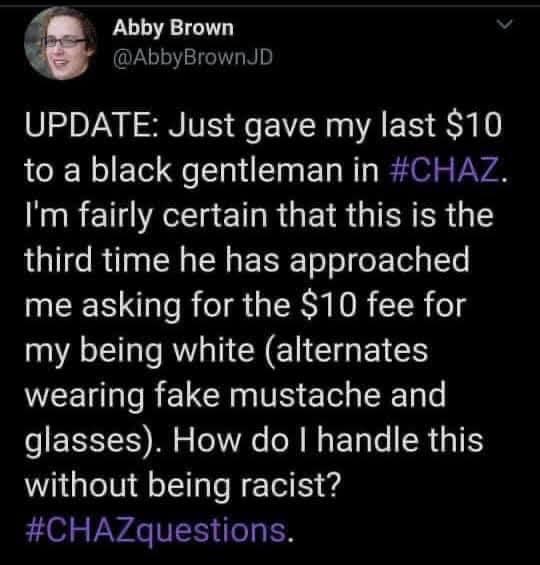 Abby Brown
@AbbyBrownJD
UPDATE: Just gave my last $10
to a black gentleman in #CHAZ.
I'm fairly certain that this is the
third time he has approached
me asking for the $10 fee for
my being white (alternates
wearing fake mustache and
glasses). How do I handle this
without being racist?
#CHAZquestions.